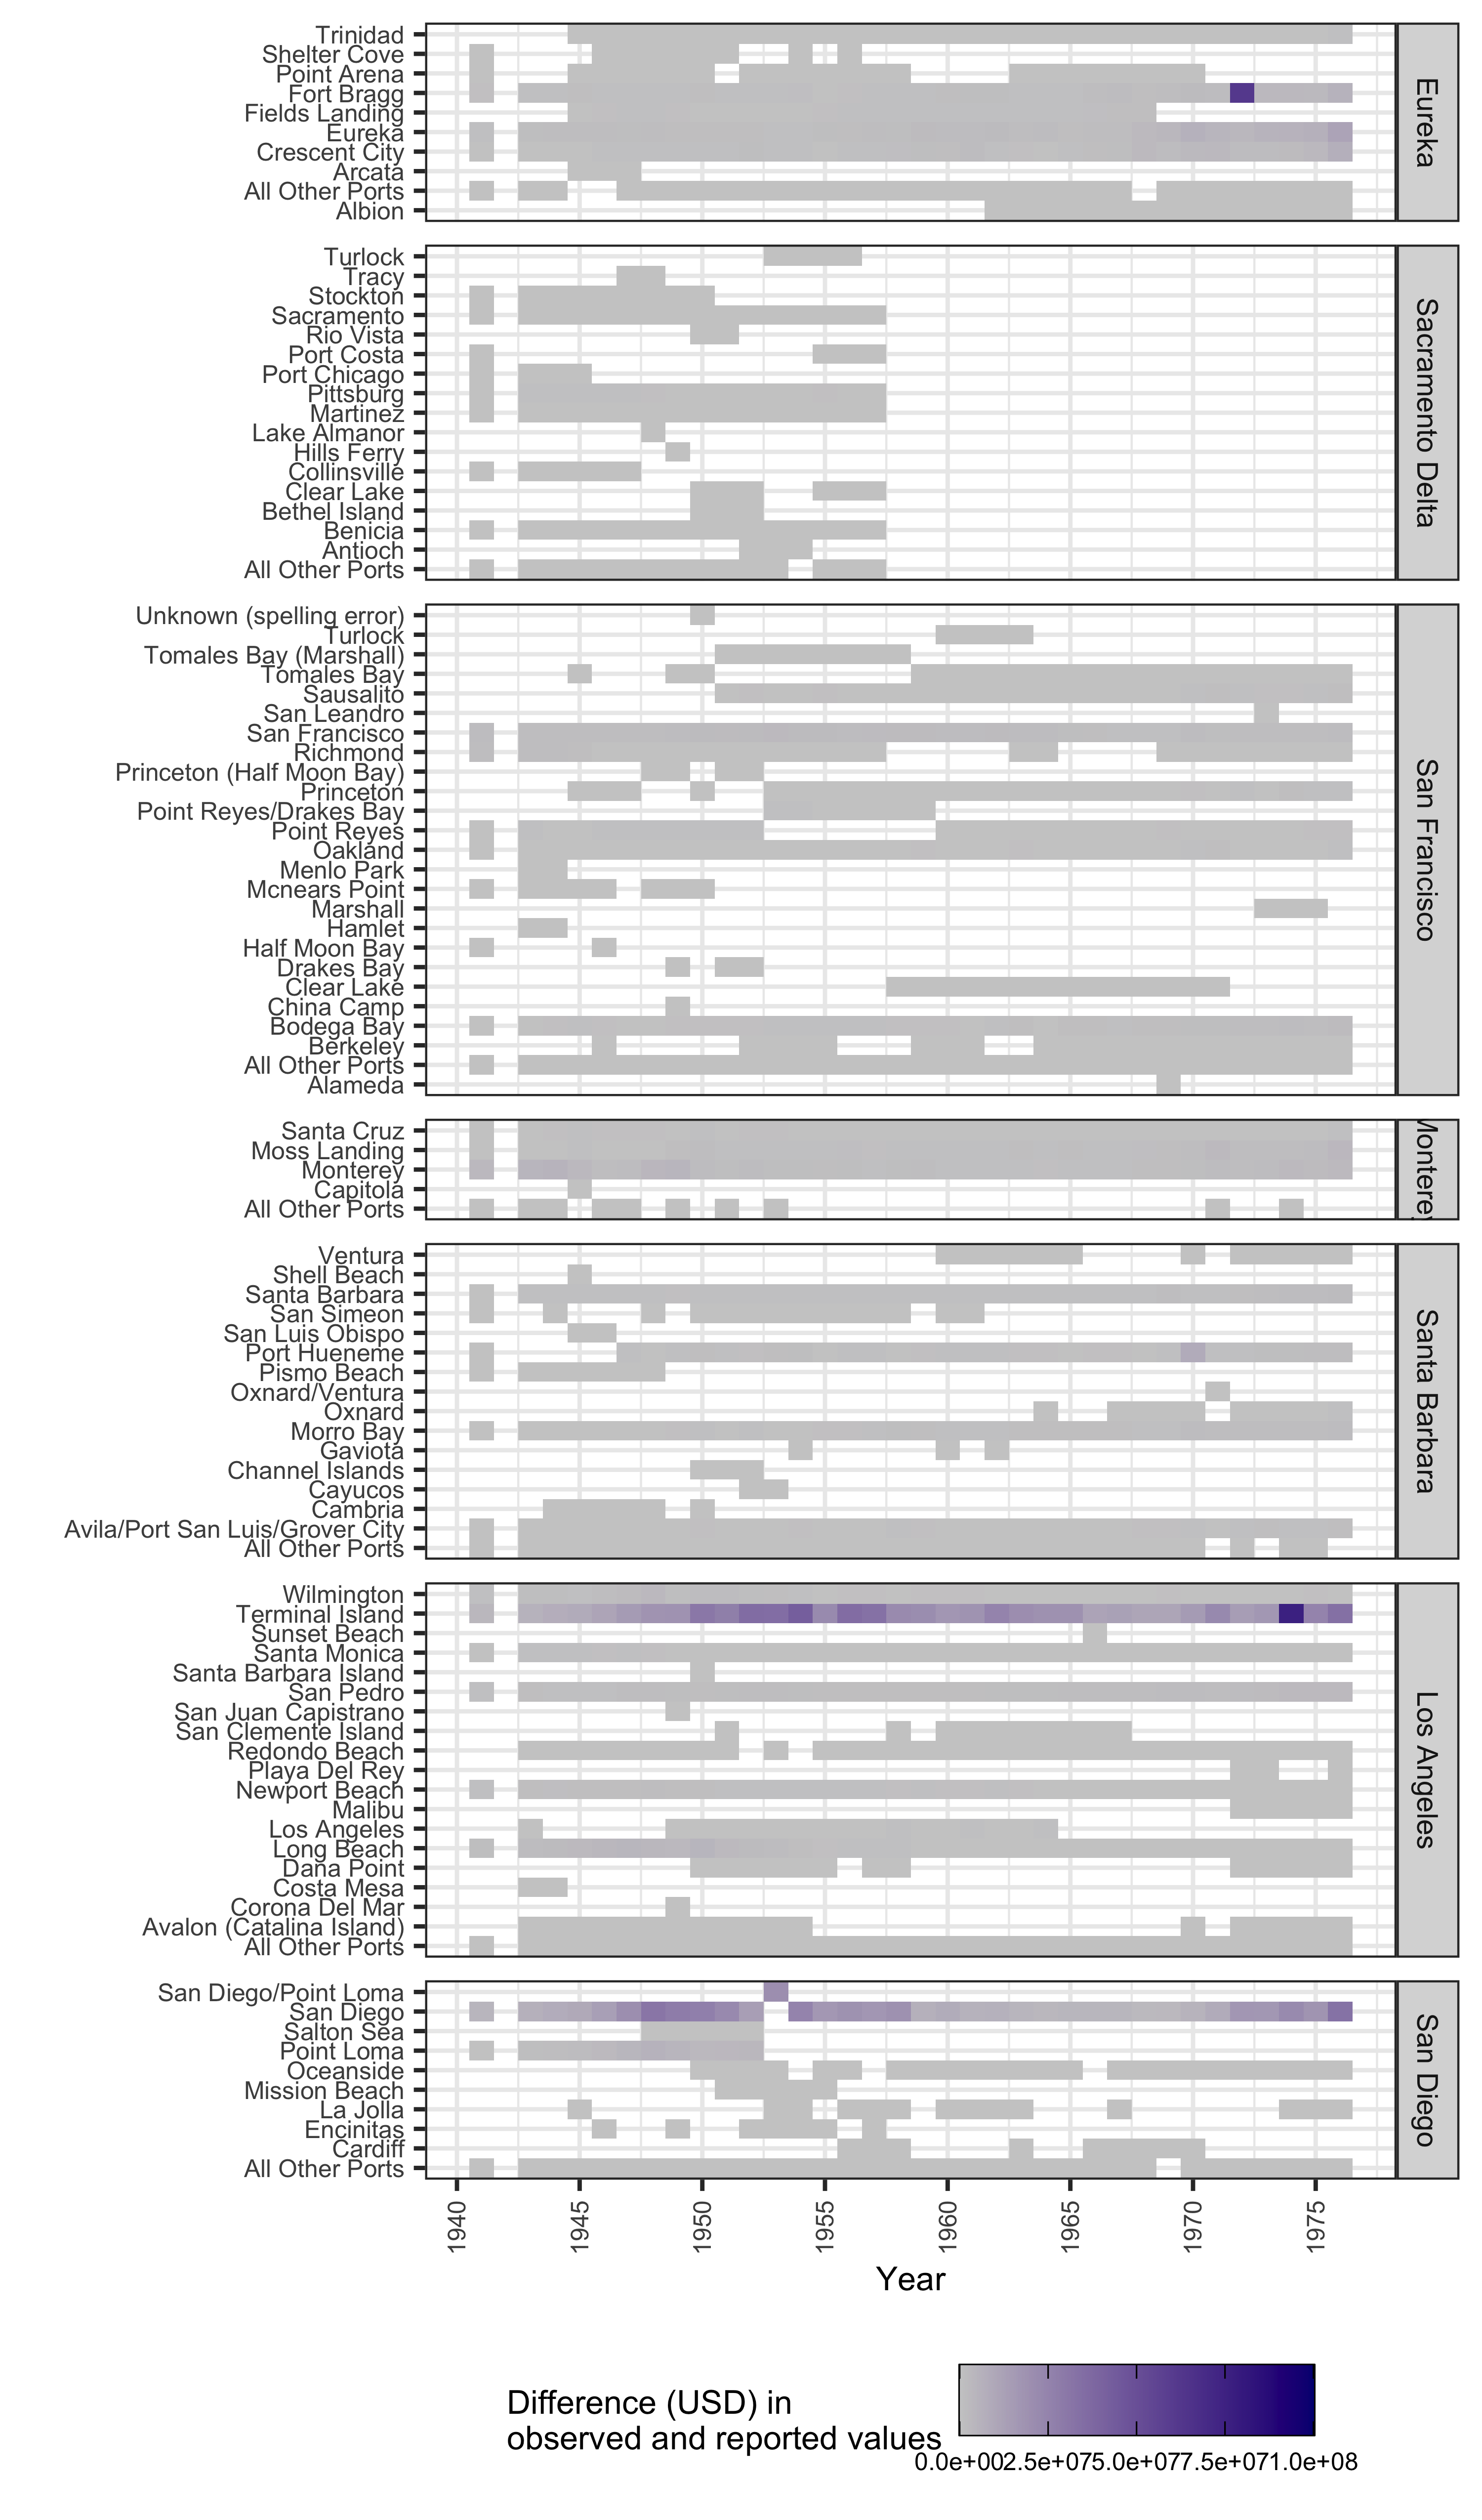 Trinidad
Shelter Cove
Point Arena
Fort Bragg
Fields Landing
Eureka
Crescent City
Arcata
All Other Ports
Albion
Eureka
Turlock
Tracy
Stockton
Sacramento
Rio Vista
Port Costa
Port Chicago
Pittsburg
Martinez
Lake Almanor
Hills Ferry
Collinsville
Clear Lake
Bethel Island
Benicia
Antioch
All Other Ports
Sacramento Delta
Unknown (spelling error)
Turlock
Tomales Bay (Marshall)
Tomales Bay
Sausalito
San Leandro
San Francisco
Richmond
Princeton (Half Moon Bay)
Princeton
Point Reyes/Drakes Bay
Point Reyes
Oakland
Menlo Park
Mcnears Point
Marshall
Hamlet
Half Moon Bay
Drakes Bay
Clear Lake
China Camp
Bodega Bay
Berkeley
All Other Ports
Alameda
San Francisco
Santa Cruz
Moss Landing
Monterey
Capitola
All Other Ports
Monterey
Ventura
Shell Beach
Santa Barbara
San Simeon
San Luis Obispo
Port Hueneme
Pismo Beach
Oxnard/Ventura
Oxnard
Morro Bay
Gaviota
Channel Islands
Cayucos
Cambria
Avila/Port San Luis/Grover City
All Other Ports
Santa Barbara
Wilmington
Terminal Island
Sunset Beach
Santa Monica
Santa Barbara Island
San Pedro
San Juan Capistrano
San Clemente Island
Redondo Beach
Playa Del Rey
Newport Beach
Malibu
Los Angeles
Long Beach
Dana Point
Costa Mesa
Corona Del Mar
Avalon (Catalina Island)
All Other Ports
Los Angeles
San Diego/Point Loma
San Diego
Salton Sea
Point Loma
Oceanside
Mission Beach
La Jolla
Encinitas
Cardiff
All Other Ports
San Diego
1940 1945 1950 1955 1960 1965 1970 1975
Year
Difference (USD) in
observed and reported values
0.0e+00 2.5e+07 5.0e+07 7.5e+07 1.0e+08